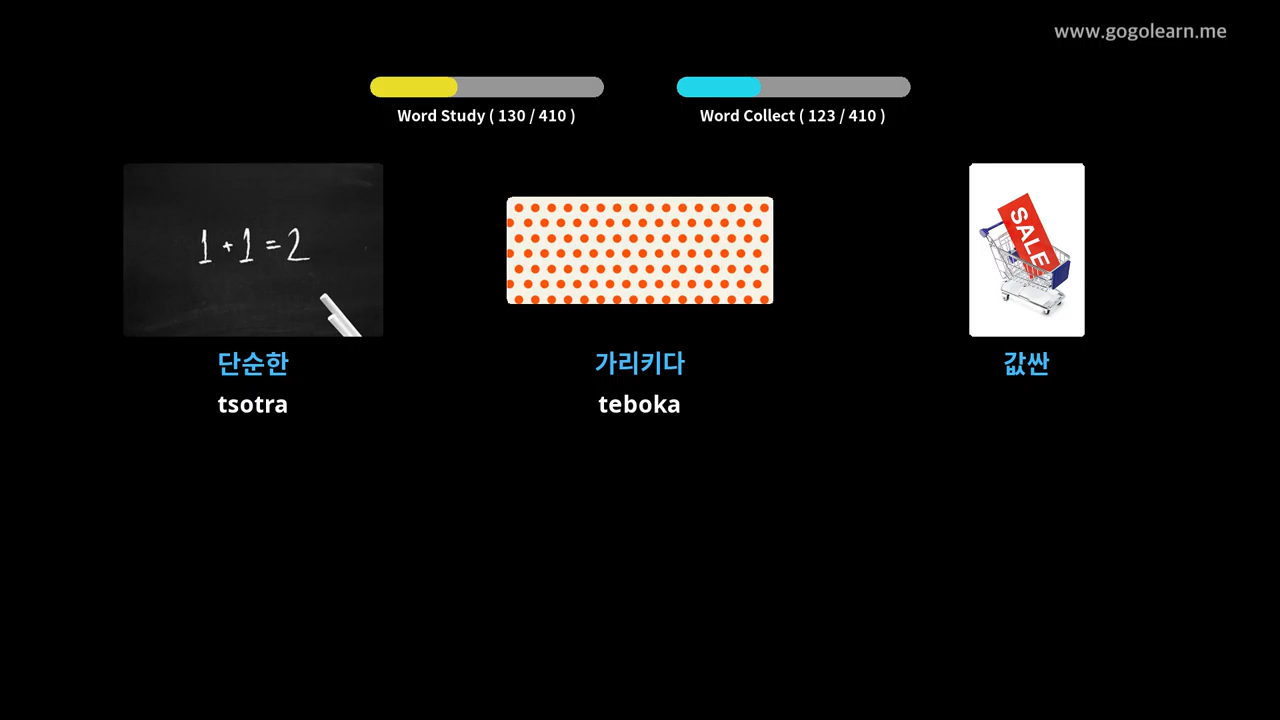 www.gogolearn.me
Word Study ( 130 / 410 )
Word Collect ( 123 / 410 )
1 + 1 = 2
SALE
단순한
가리키다
값싼
tsotra
teboka